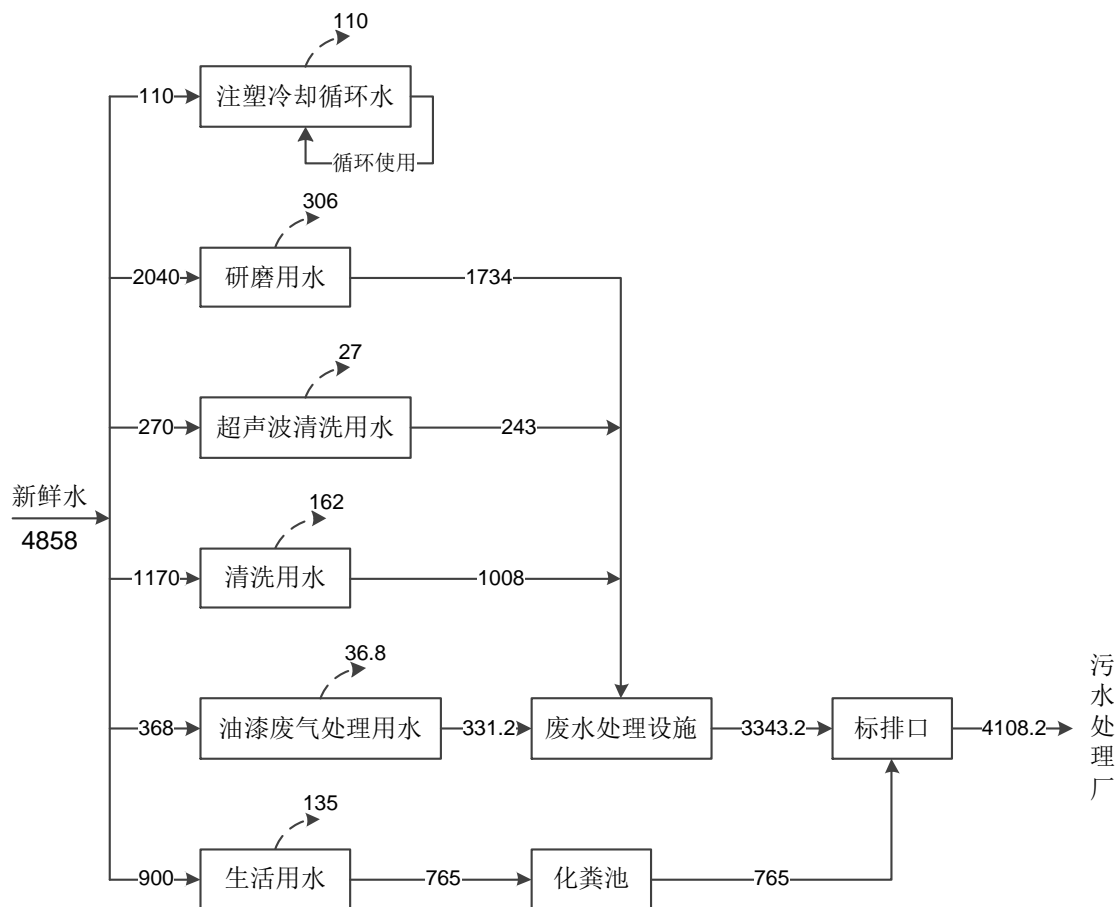 110
110
注塑冷却循环水
循环使用
306
2040
研磨用水
1734
27
270
超声波清洗用水
243
新鲜水
4858
162
1170
清洗用水
1008
36.8
368
油漆废气处理用水
331.2
废水处理设施
3343.2
标排口
4108.2
污水处理厂
135
900
生活用水
765
化粪池
765